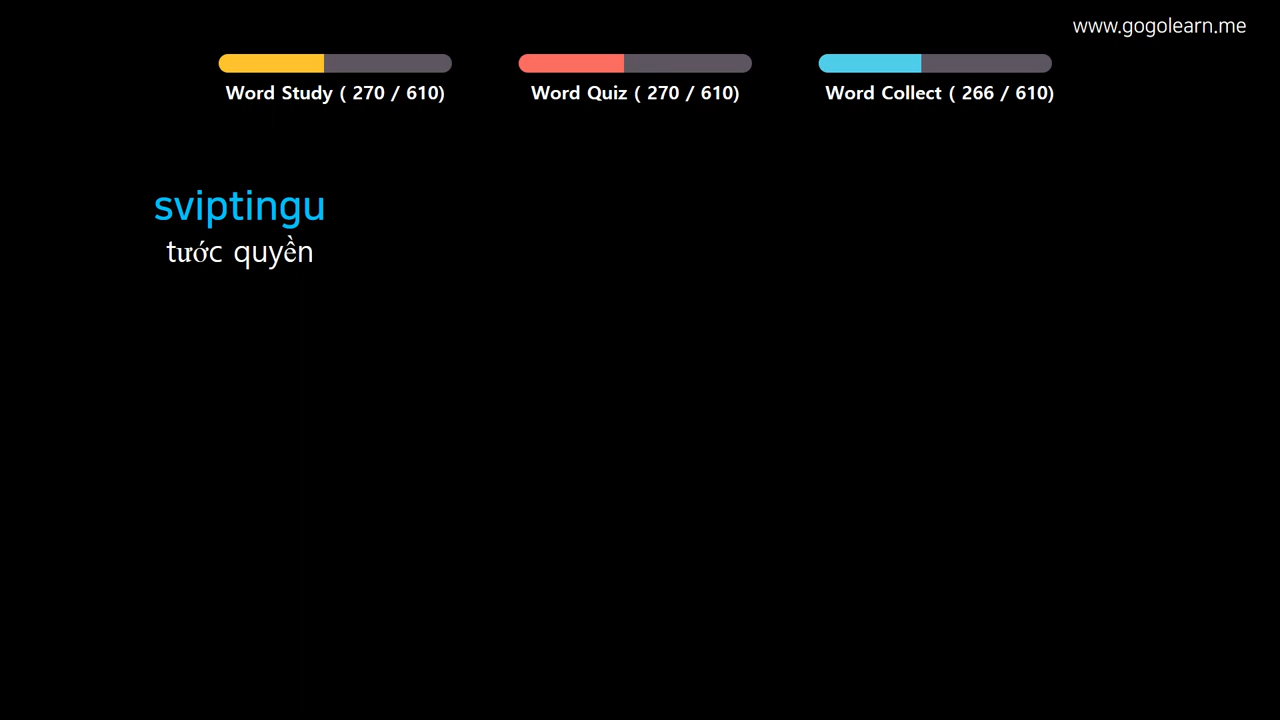 www.gogolearn.me
Word Study ( 270 / 610)
Word Quiz ( 270 / 610)
Word Collect ( 266 / 610)
sviptingu
tước quyền